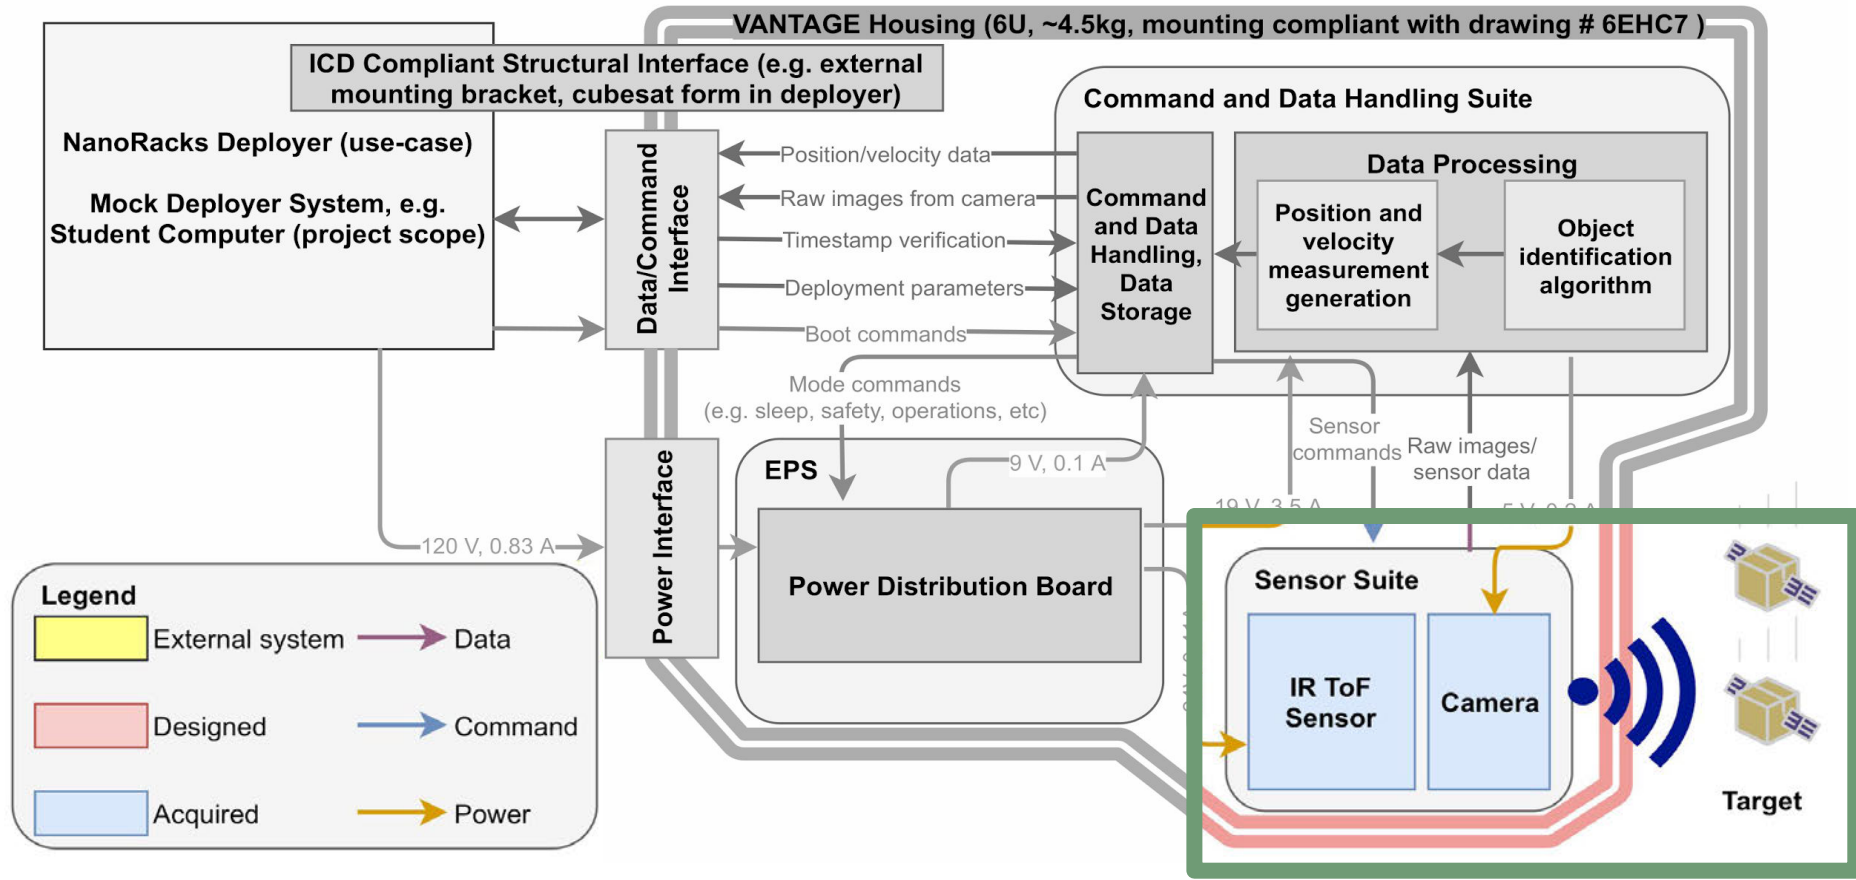 VANTAGE Housing (6U, ~4.5kg, mounting compliant with drawing # 6EHC7 )
ICD Compliant Structural Interface (e.g. external
mounting bracket, cubesat form in deployer)
NanoRacks Deployer (use-case)
Mock Deployer System, e.g.
Student Computer (project scope)
Data/Command
Interface
Position/velocity data
Raw images from camera
Timestamp verification
Deployment parameters
Boot commands
Mode commands
(e.g. sleep, safety, operations, etc)
Command and Data Handling Suite
Command
and Data
Handling,
Data
Storage
Data Processing
Position and
velocity
measurement
generation
Object
identification
algorithm
Sensor
commands
Raw images/
sensor data
EPS
9 V, 0.1 A
19 V, 3.5 A
120 V, 0.83 A
Power Interface
Power Distribution Board
Sensor Suite
IR ToF
Sensor
Camera
Target
Legend
External system
Data
Designed
Command
Acquired
Power